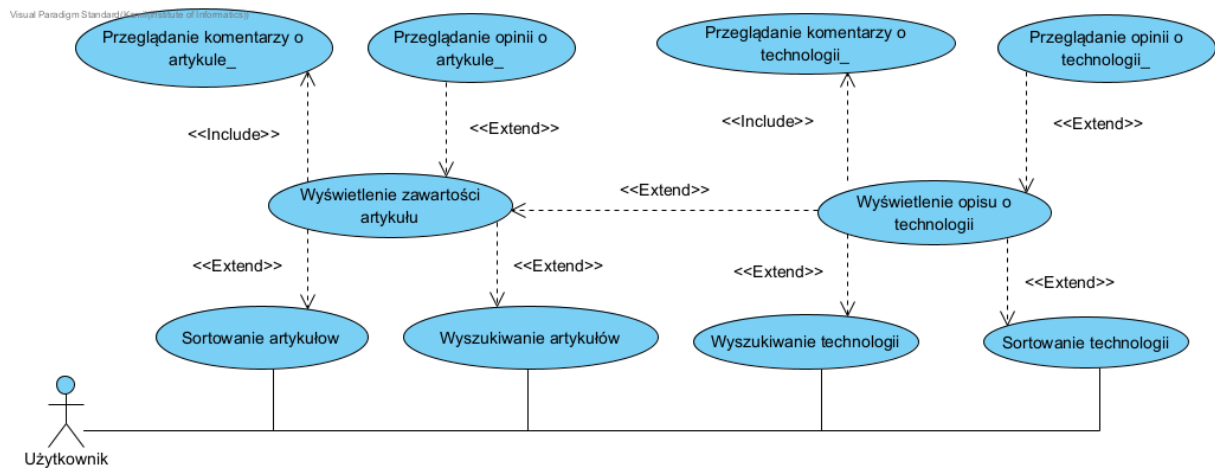 Visual Paradigm Standard(Kamil(Institute of Informatics))
Przeglądanie komentarzy o
artykule_
Przeglądanie opinii o
artykule_
Przeglądanie komentarzy o
technologii_
Przeglądanie opinii o
technologii_
<<Include>>
<<Extend>>
<<Include>>
<<Extend>>
Wyświetlenie zawartości
artykułu
<<Extend>>
Wyświetlenie opisu o
technologii
<<Extend>>
<<Extend>>
<<Extend>>
<<Extend>>
Sortowanie artykułow
Wyszukiwanie artykułów
Wyszukiwanie technologii
Sortowanie technologii
Użytkownik